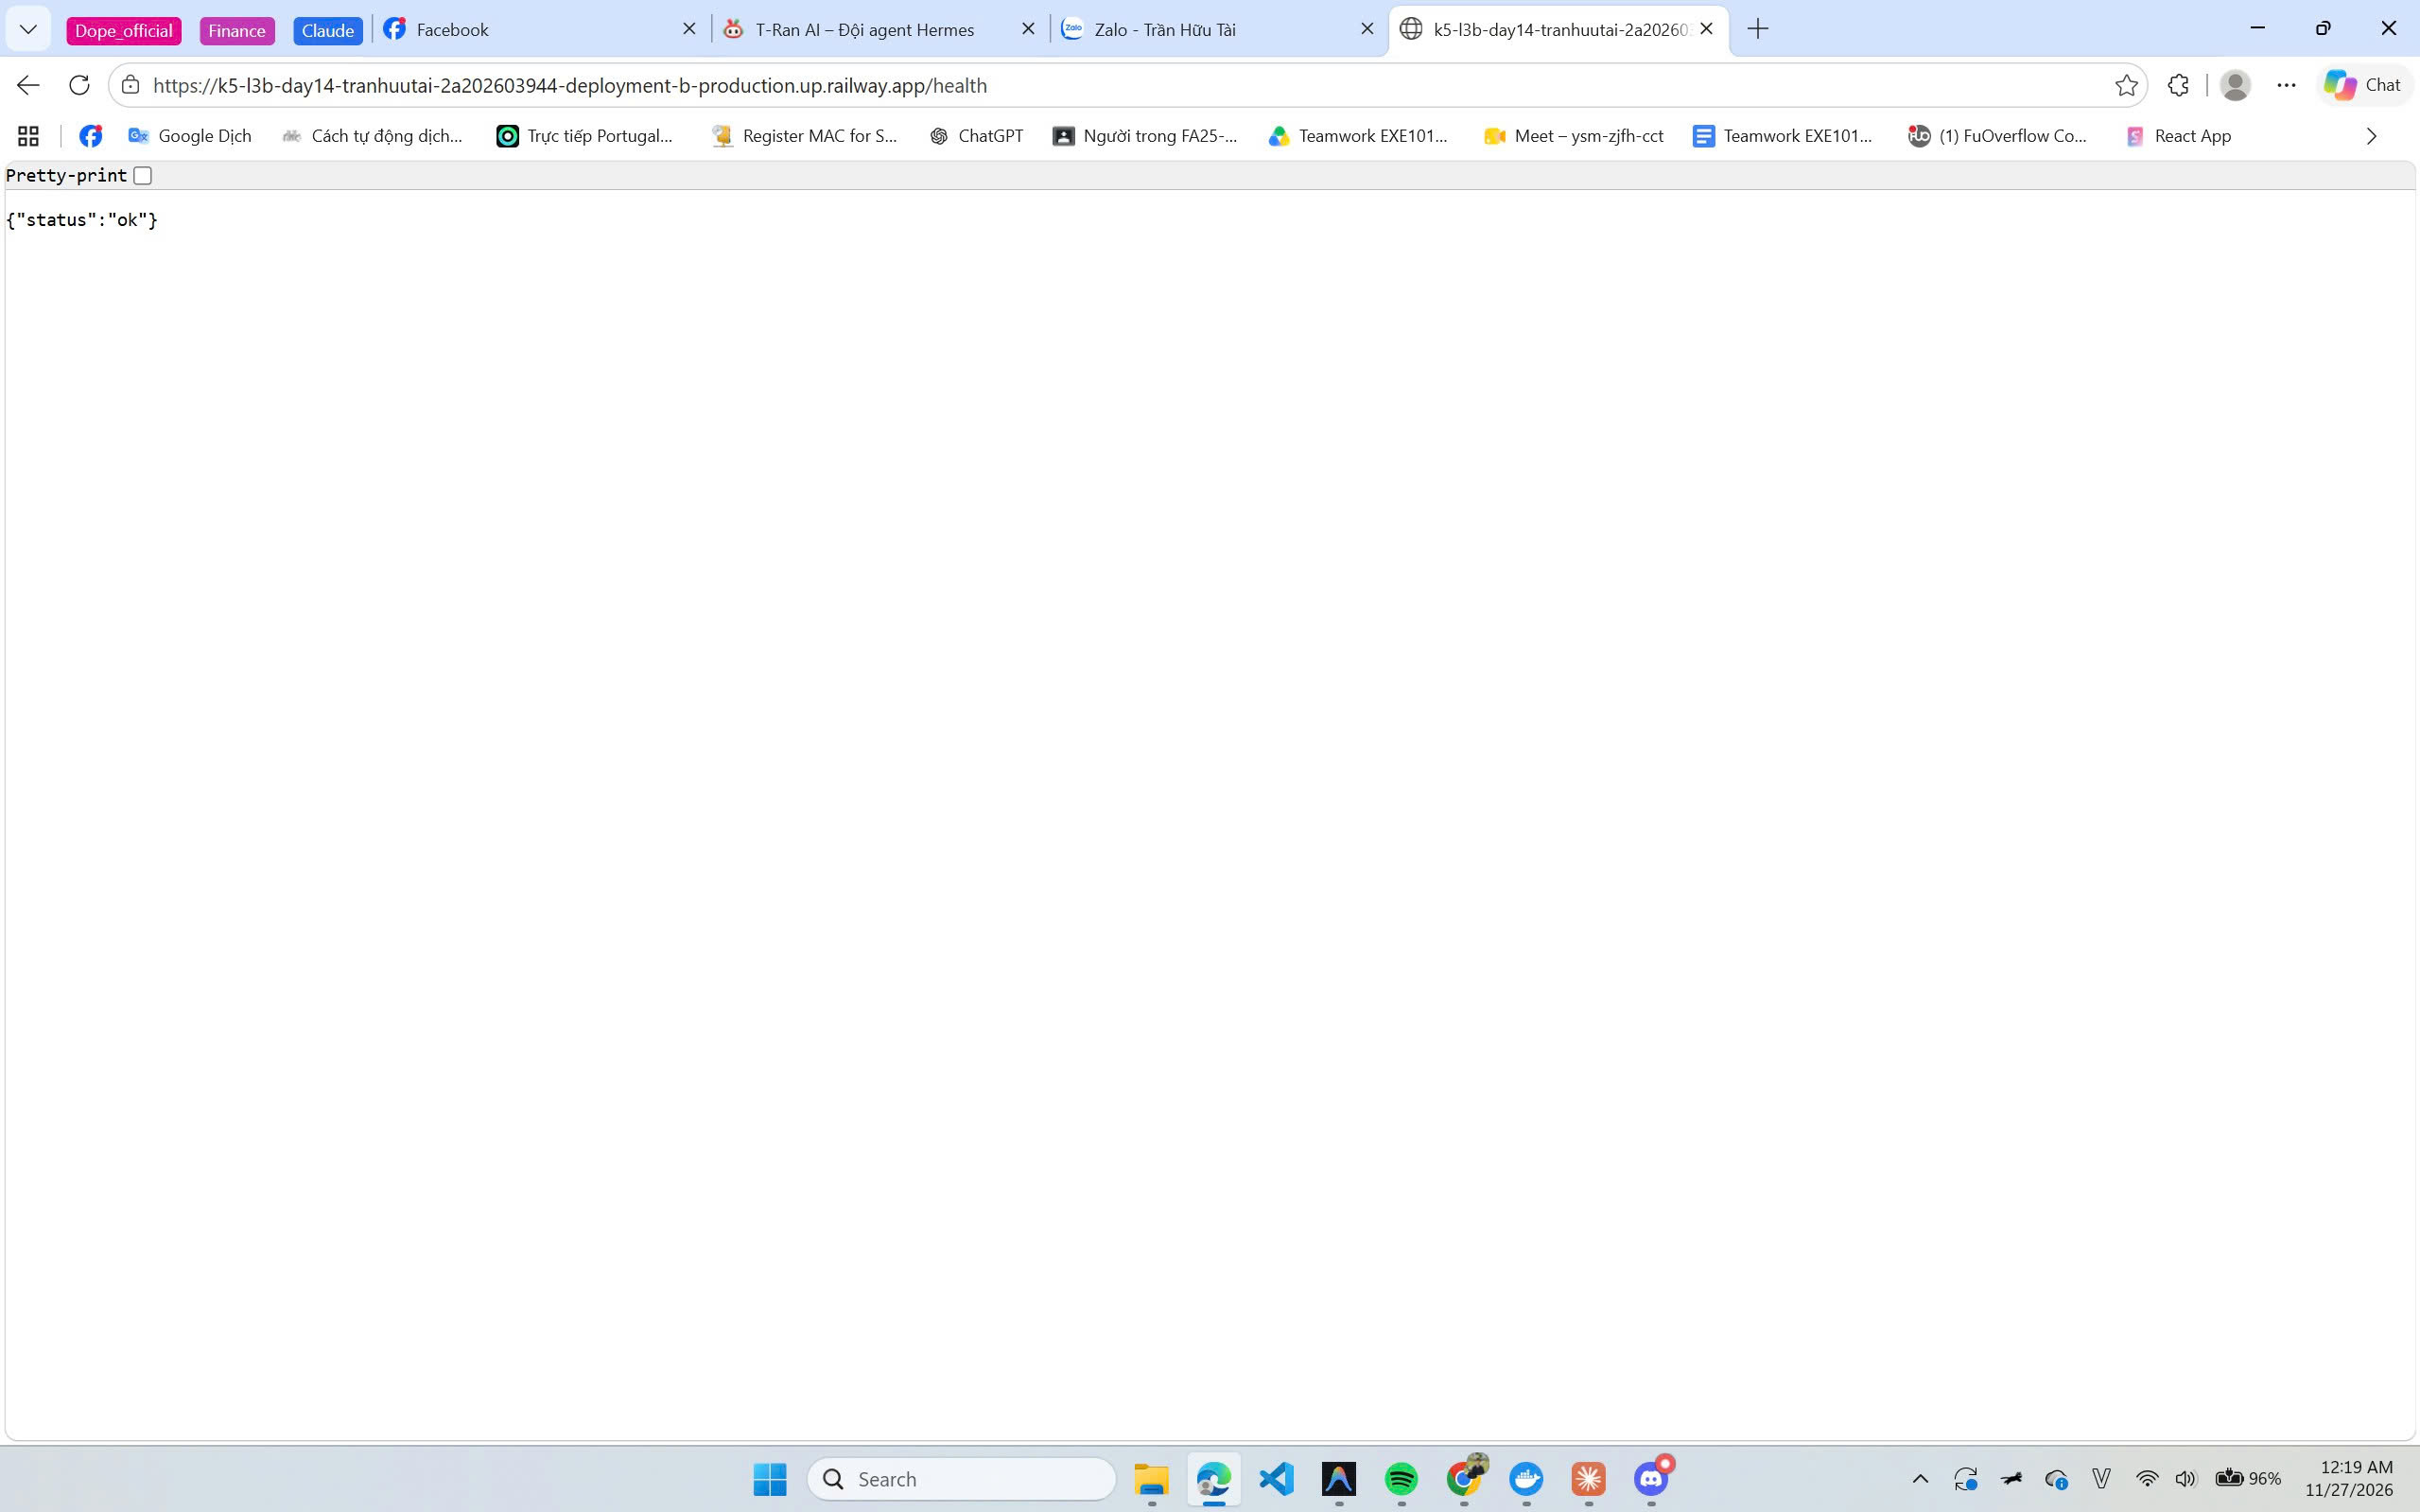 Dope_official Finance Claude Facebook T-Ran AI – Đội agent Hermes Zalo - Trần Hữu Tài k5-l3b-day14-tranhuutai-2a20260
https://k5-l3b-day14-tranhuutai-2a202603944-deployment-b-production.up.railway.app/health Chat
Google Dịch Cách tự động dịch... Trực tiếp Portugal... Register MAC for S... ChatGPT Người trong FA25-... Teamwork EXE101... Meet – ysm-zjfh-cct Teamwork EXE101... (1) FuOverflow Co... React App
Pretty-print
{"status":"ok"}
Search 96% 12:19 AM
11/27/2026